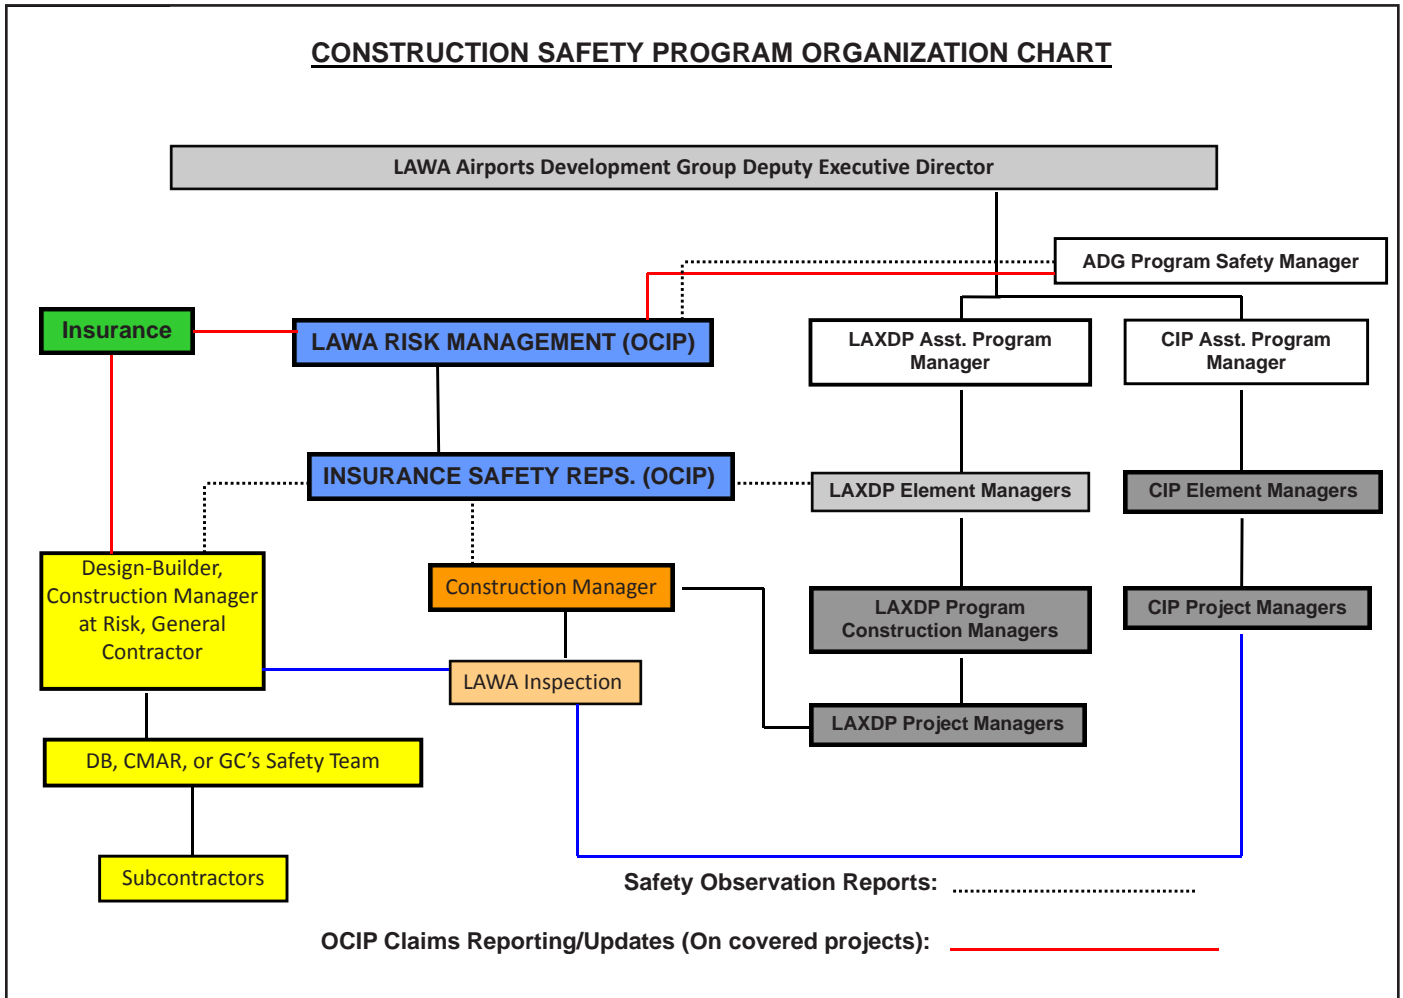 CONSTRUCTION SAFETY PROGRAM ORGANIZATION CHART
LAWA Airports Development Group Deputy Executive Director
ADG Program Safety Manager
Insurance
LAWA RISK MANAGEMENT (OCIP)
LAXDP Asst. Program
Manager
CIP Asst. Program
Manager
INSURANCE SAFETY REPS. (OCIP)
LAXDP Element Managers
CIP Element Managers
Design-Builder,
Construction Manager
at Risk, General
Contractor
Construction Manager
LAXDP Program
Construction Managers
CIP Project Managers
LAWA Inspection
LAXDP Project Managers
DB, CMAR, or GC’s Safety Team
Subcontractors
Safety Observation Reports:
OCIP Claims Reporting/Updates (On covered projects):